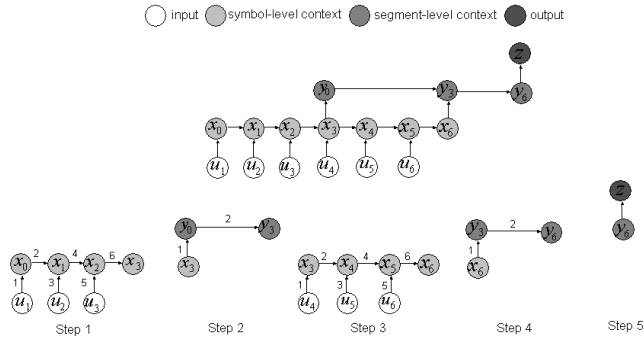 input symbol-level context segment-level context output
z
y0 y3 y6
x0 x1 x2 x3 x4 x5 x6
u1 u2 u3 u4 u5 u6
x0 2 x1 4 x2 6 x3
1 3 5
u1 u2 u3
Step 1
y0 2 y3
1
x3
Step 2
x3 2 x4 4 x5 6 x6
1 3 5
u4 u5 u6
Step 3
y3 2 y6
1
x6
Step 4
z
y6
Step 5